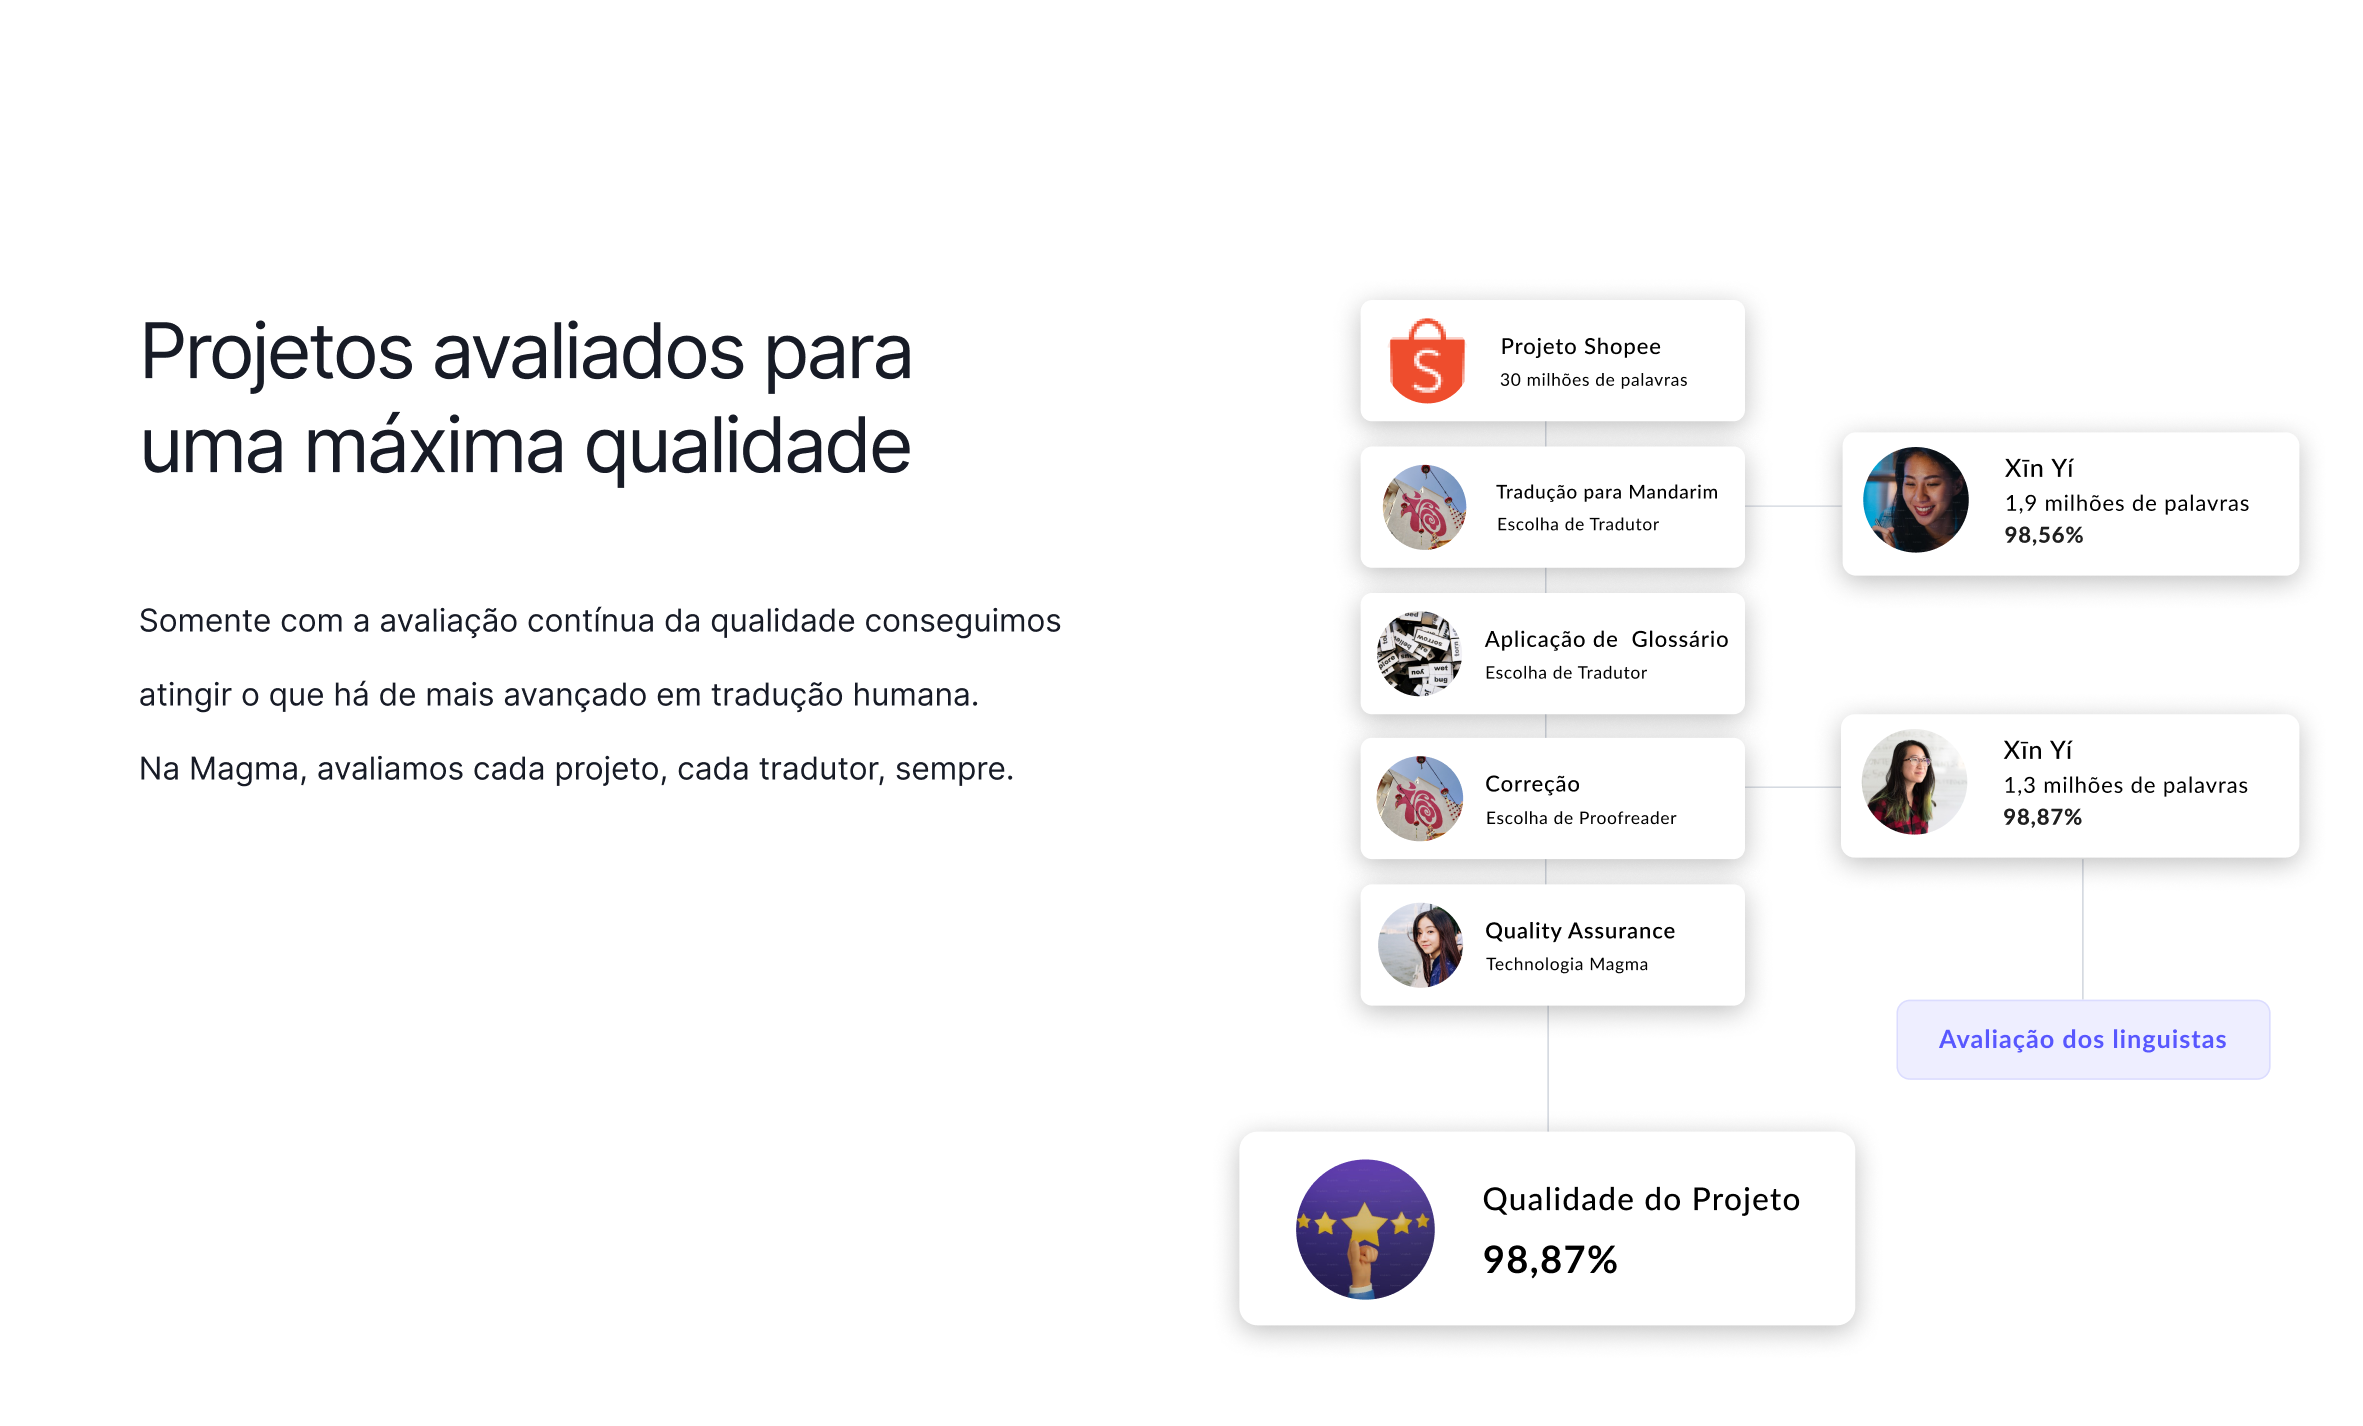 Projetos avaliados para
uma máxima qualidade
Somente com a avaliação contínua da qualidade conseguimos
atingir o que há de mais avançado em tradução humana.
Na Magma, avaliamos cada projeto, cada tradutor, sempre.
S
Projeto Shopee
30 milhões de palavras
Tradução para Mandarim
Escolha de Tradutor
Xīn Yí
1,9 milhões de palavras
98,56%
Aplicação de  Glossário
Escolha de Tradutor
sorrow
wet
bug
Correção
Escolha de Proofreader
Xīn Yí
1,3 milhões de palavras
98,87%
Quality Assurance
Technologia Magma
Avaliação dos linguistas
Qualidade do Projeto
98,87%